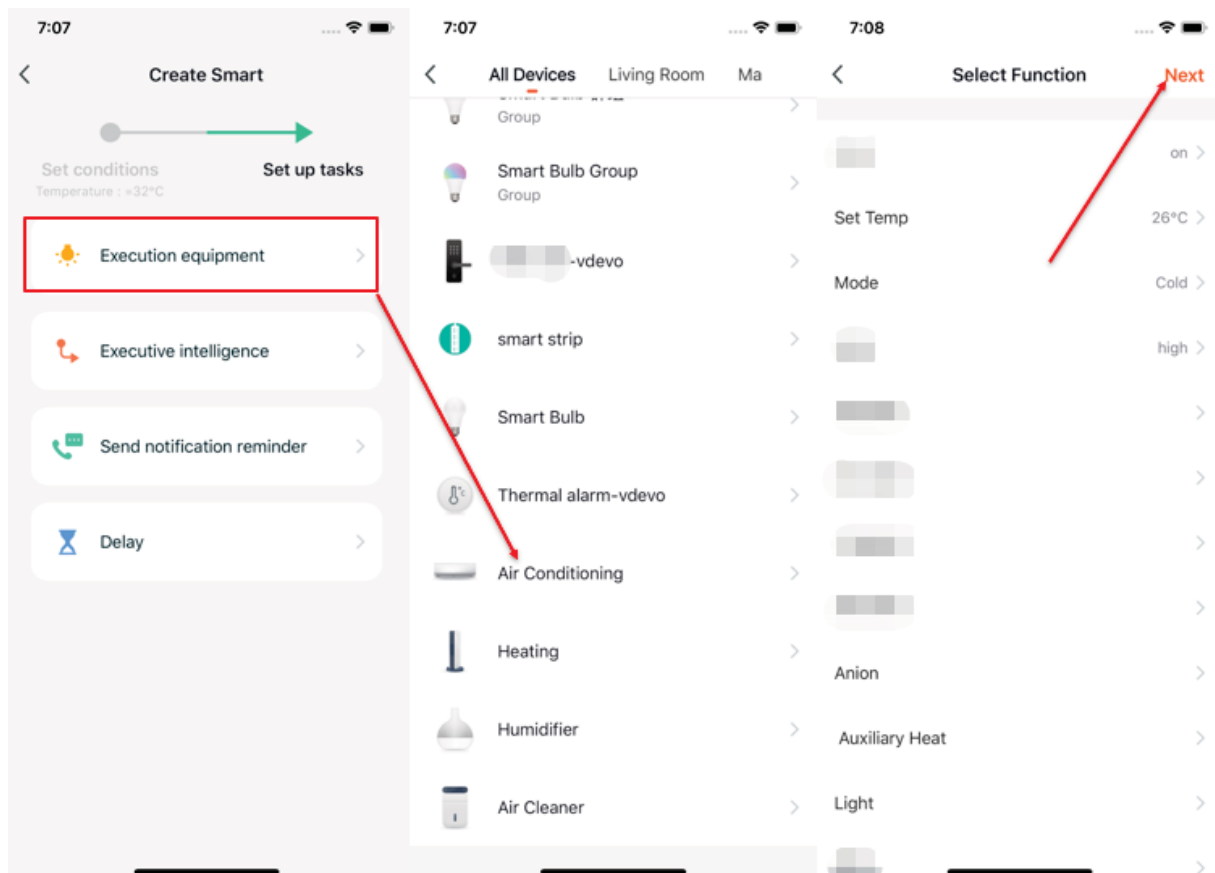 7:07
Create Smart
Set conditions
Temperature : =32°C
Set up tasks
Execution equipment
Executive intelligence
Send notification reminder
Delay
7:07
All Devices Living Room Ma
Group
Smart Bulb Group
Group
-vdevo
smart strip
Smart Bulb
Thermal alarm-vdevo
Air Conditioning
Heating
Humidifier
Air Cleaner
7:08
Select Function
Next
on
Set Temp 26°C
Mode Cold
high
Anion
Auxiliary Heat
Light